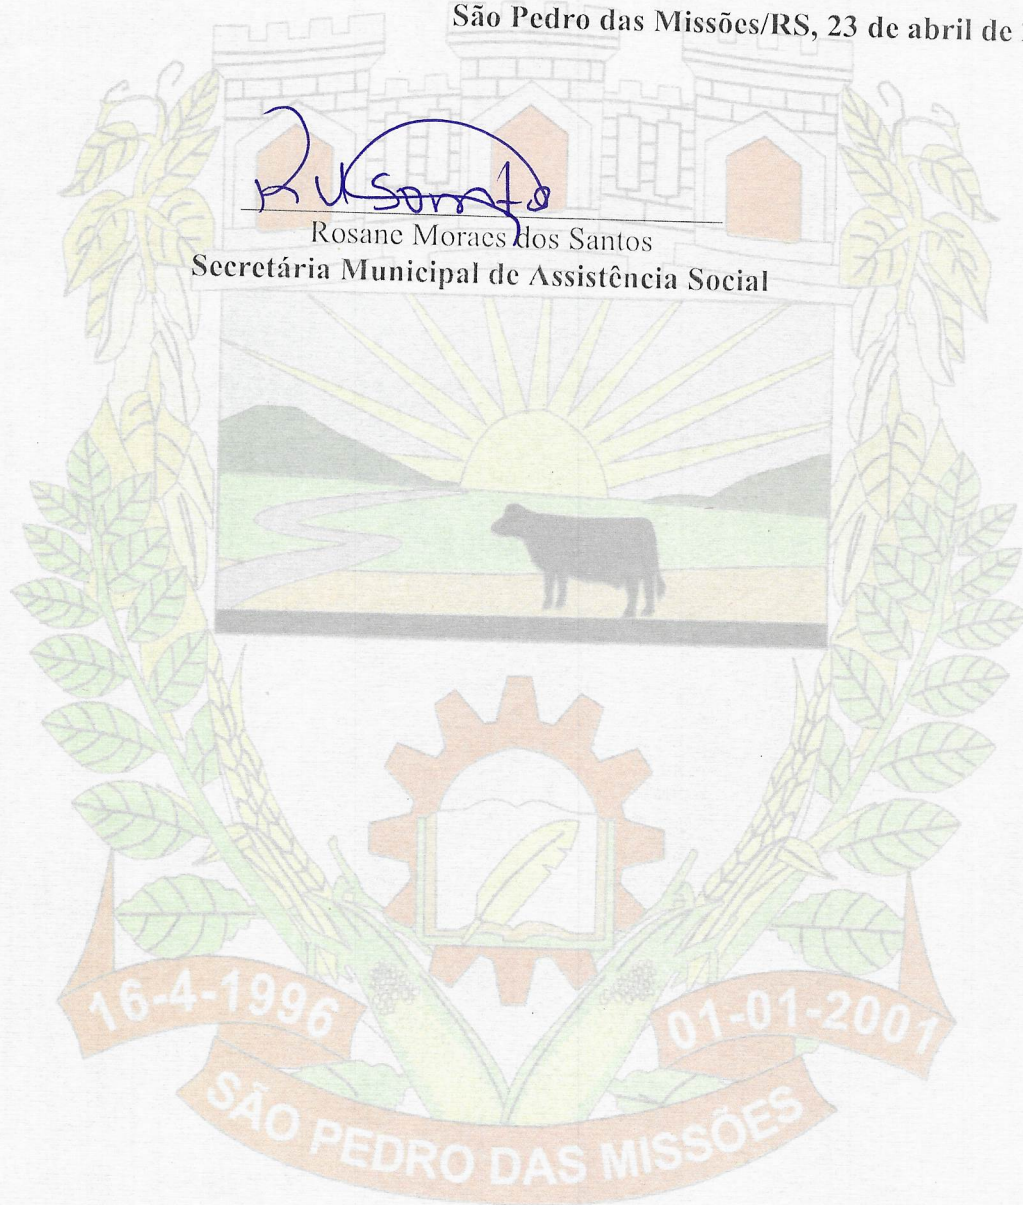 São Pedro das Missões/RS, 23 de abril de
Rosane Moraes dos Santos
Secretária Municipal de Assistência Social
16-4-1996
01-01-2001
SÃO PEDRO DAS MISSÕES